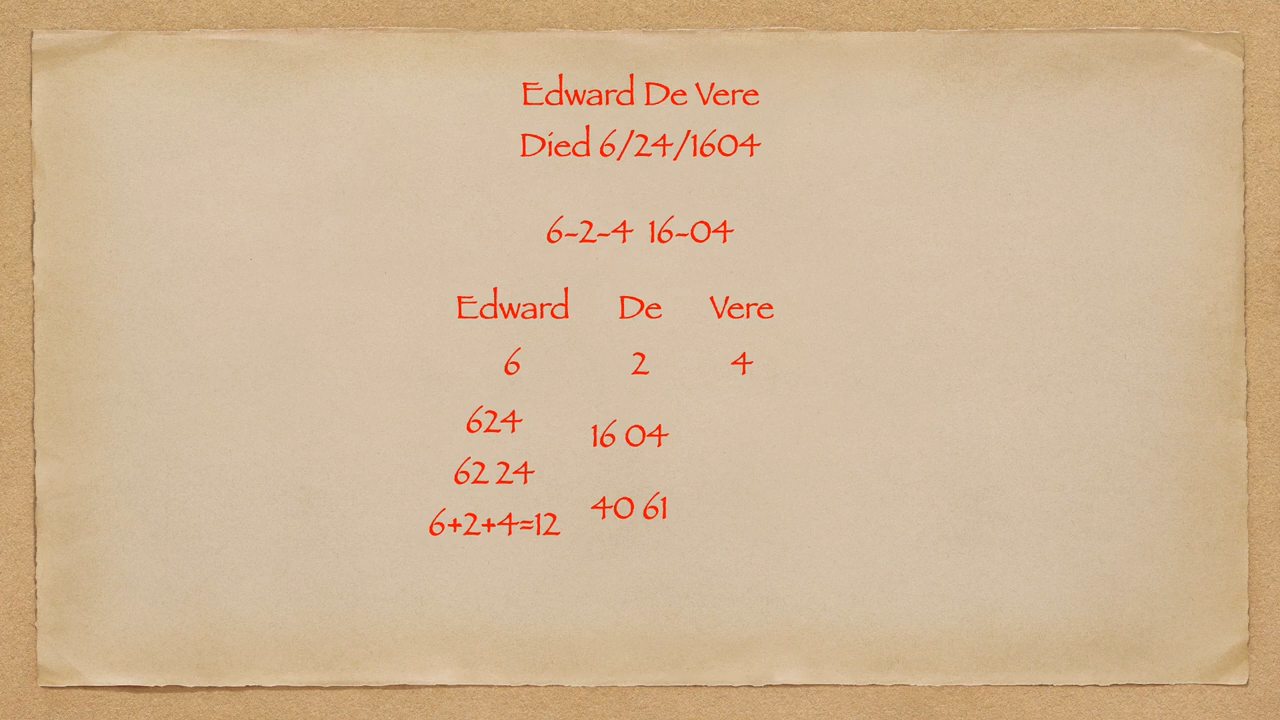 Edward De Vere
Died 6/24/1604
6-2-4 16-04
Edward De Vere
6 2 4
624
16 04
62 24
40 61
6+2+4=12